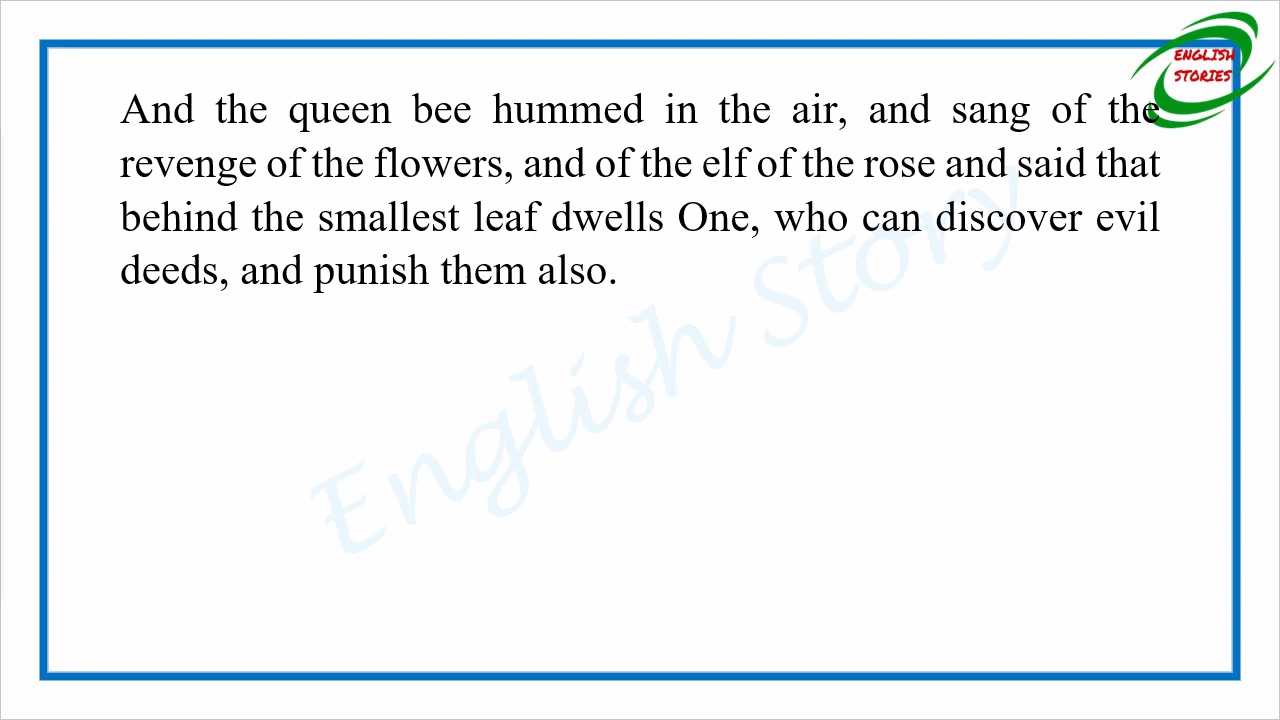 ENGLISH
STORIES
And the queen bee hummed in the air, and sang of the
revenge of the flowers, and of the elf of the rose and said that
behind the smallest leaf dwells One, who can discover evil
deeds, and punish them also.
English Story